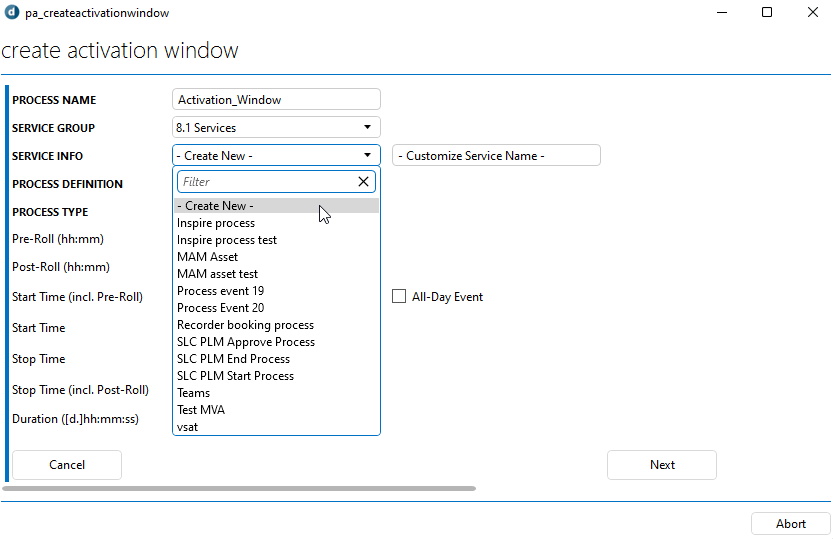 pa_createactivationwindow
create activation window
PROCESS NAME
Activation_Window
SERVICE GROUP
8.1 Services
SERVICE INFO
- Create New -
- Customize Service Name -
PROCESS DEFINITION
PROCESS TYPE
Pre-Roll (hh:mm)
Post-Roll (hh:mm)
Start Time (incl. Pre-Roll)
All-Day Event
Start Time
Stop Time
Stop Time (incl. Post-Roll)
Duration ([d.]hh:mm:ss)
Filter
- Create New -
Inspire process
Inspire process test
MAM Asset
MAM asset test
Process event 19
Process Event 20
Recorder booking process
SLC PLM Approve Process
SLC PLM End Process
SLC PLM Start Process
Teams
Test MVA
vsat
Cancel
Next
Abort